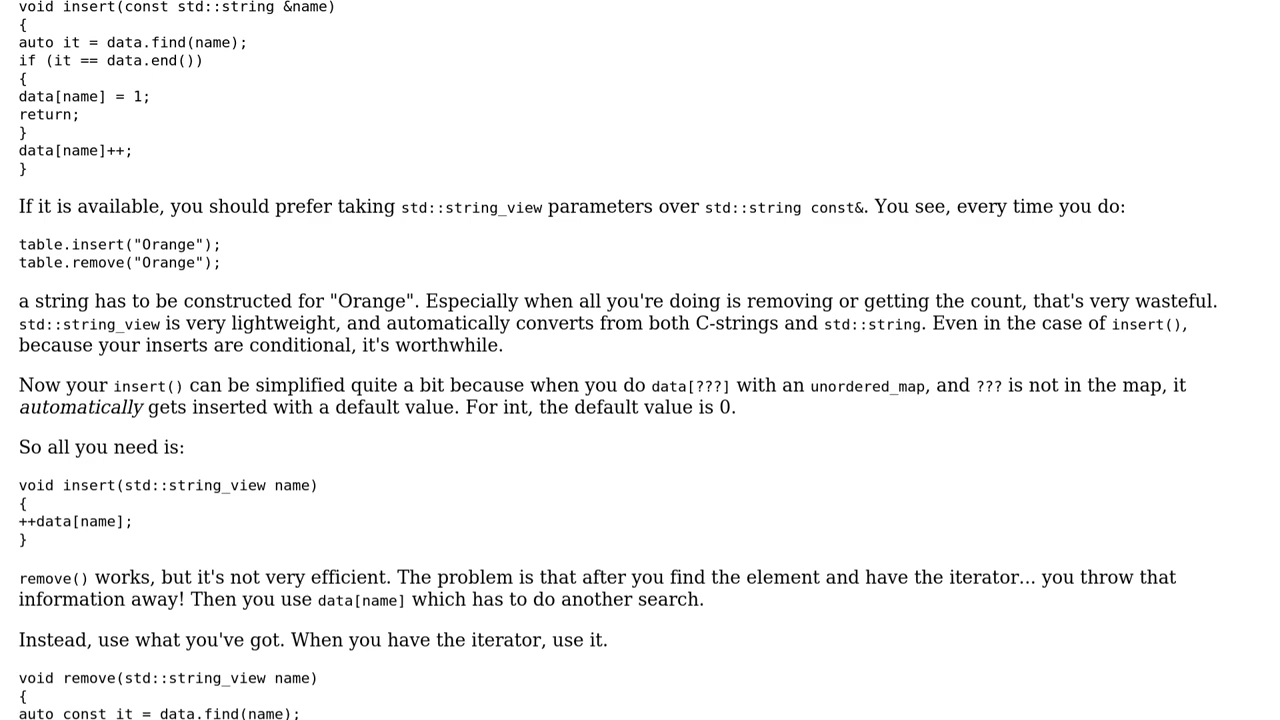 void insert(const std::string &name)
{
auto it = data.find(name);
if (it == data.end())
{
data[name] = 1;
return;
}
data[name]++;
}
If it is available, you should prefer taking std::string_view parameters over std::string const&. You see, every time you do:
table.insert("Orange");
table.remove("Orange");
a string has to be constructed for "Orange". Especially when all you're doing is removing or getting the count, that's very wasteful.
std::string_view is very lightweight, and automatically converts from both C-strings and std::string. Even in the case of insert(),
because your inserts are conditional, it's worthwhile.
Now your insert() can be simplified quite a bit because when you do data[???] with an unordered_map, and ??? is not in the map, it
automatically gets inserted with a default value. For int, the default value is 0.
So all you need is:
void insert(std::string_view name)
{
++data[name];
}
remove() works, but it's not very efficient. The problem is that after you find the element and have the iterator... you throw that
information away! Then you use data[name] which has to do another search.
Instead, use what you've got. When you have the iterator, use it.
void remove(std::string_view name)
{
auto const it = data.find(name);